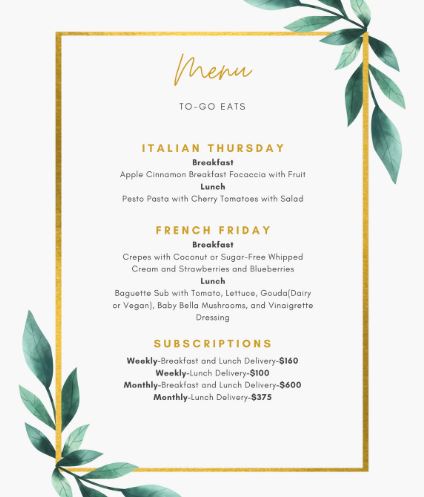 Menu
TO-GO EATS
ITALIAN THURSDAY
Breakfast
Apple Cinnamon Breakfast Focaccia with Fruit
Lunch
Pesto Pasta with Cherry Tomatoes with Salad
FRENCH FRIDAY
Breakfast
Crepes with Coconut or Sugar-Free Whipped
Cream and Strawberries and Blueberries
Lunch
Baguette Sub with Tomato, Lettuce, Gouda(Dairy
or Vegan), Baby Bella Mushrooms, and Vinaigrette
Dressing
SUBSCRIPTIONS
Weekly-Breakfast and Lunch Delivery-$160
Weekly-Lunch Delivery-$100
Monthly-Breakfast and Lunch Delivery-$600
Monthly-Lunch Delivery-$375